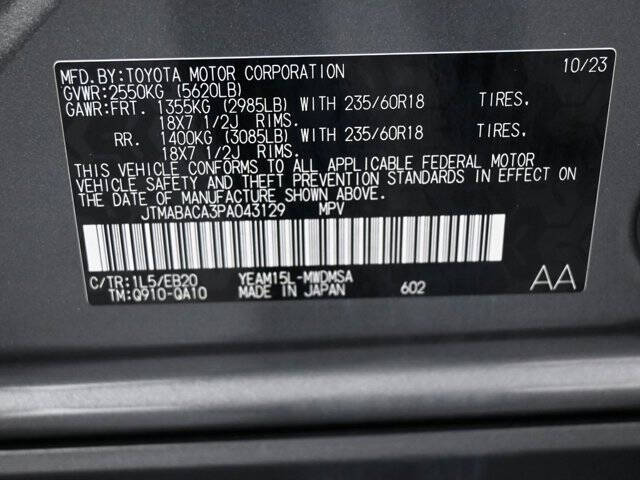 MFD.BY:TOYOTA MOTOR CORPORATION 10/23
GVWR:2550KG (5620LB)
GAWR:FRT. 1355KG (2985LB) WITH 235/60R18 TIRES.
18X7 1/2J RIMS.
RR. 1400KG (3085LB) WITH 235/60R18 TIRES.
18X7 1/2J RIMS.
THIS VEHICLE CONFORMS TO ALL APPLICABLE FEDERAL MOTOR
VEHICLE SAFETY AND THEFT PREVENTION STANDARDS IN EFFECT ON
THE DATE OF MANUFACTURE SHOWN ABOVE.
JTMABACA3PA043129 MPV
C/TR:1L5/EB20 YEAM15L-MWDMSA
TM:Q910-QA10 MADE IN JAPAN 602
AA